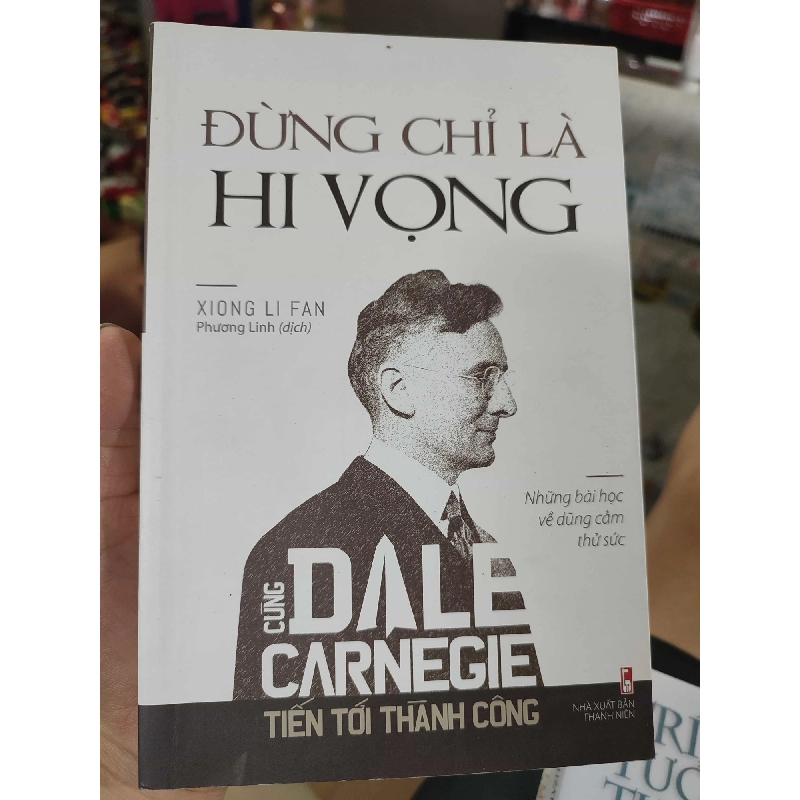 ĐỪNG CHỈ LÀ
HI VỌNG
XIONG LI FAN
Phương Linh (dịch)
Những bài học
về dũng cảm
thử sức
CÙNG
DALE
CARNEGIE
TIẾN TỚI THÀNH CÔNG
NHÀ XUẤT BẢN
THANH NIÊN